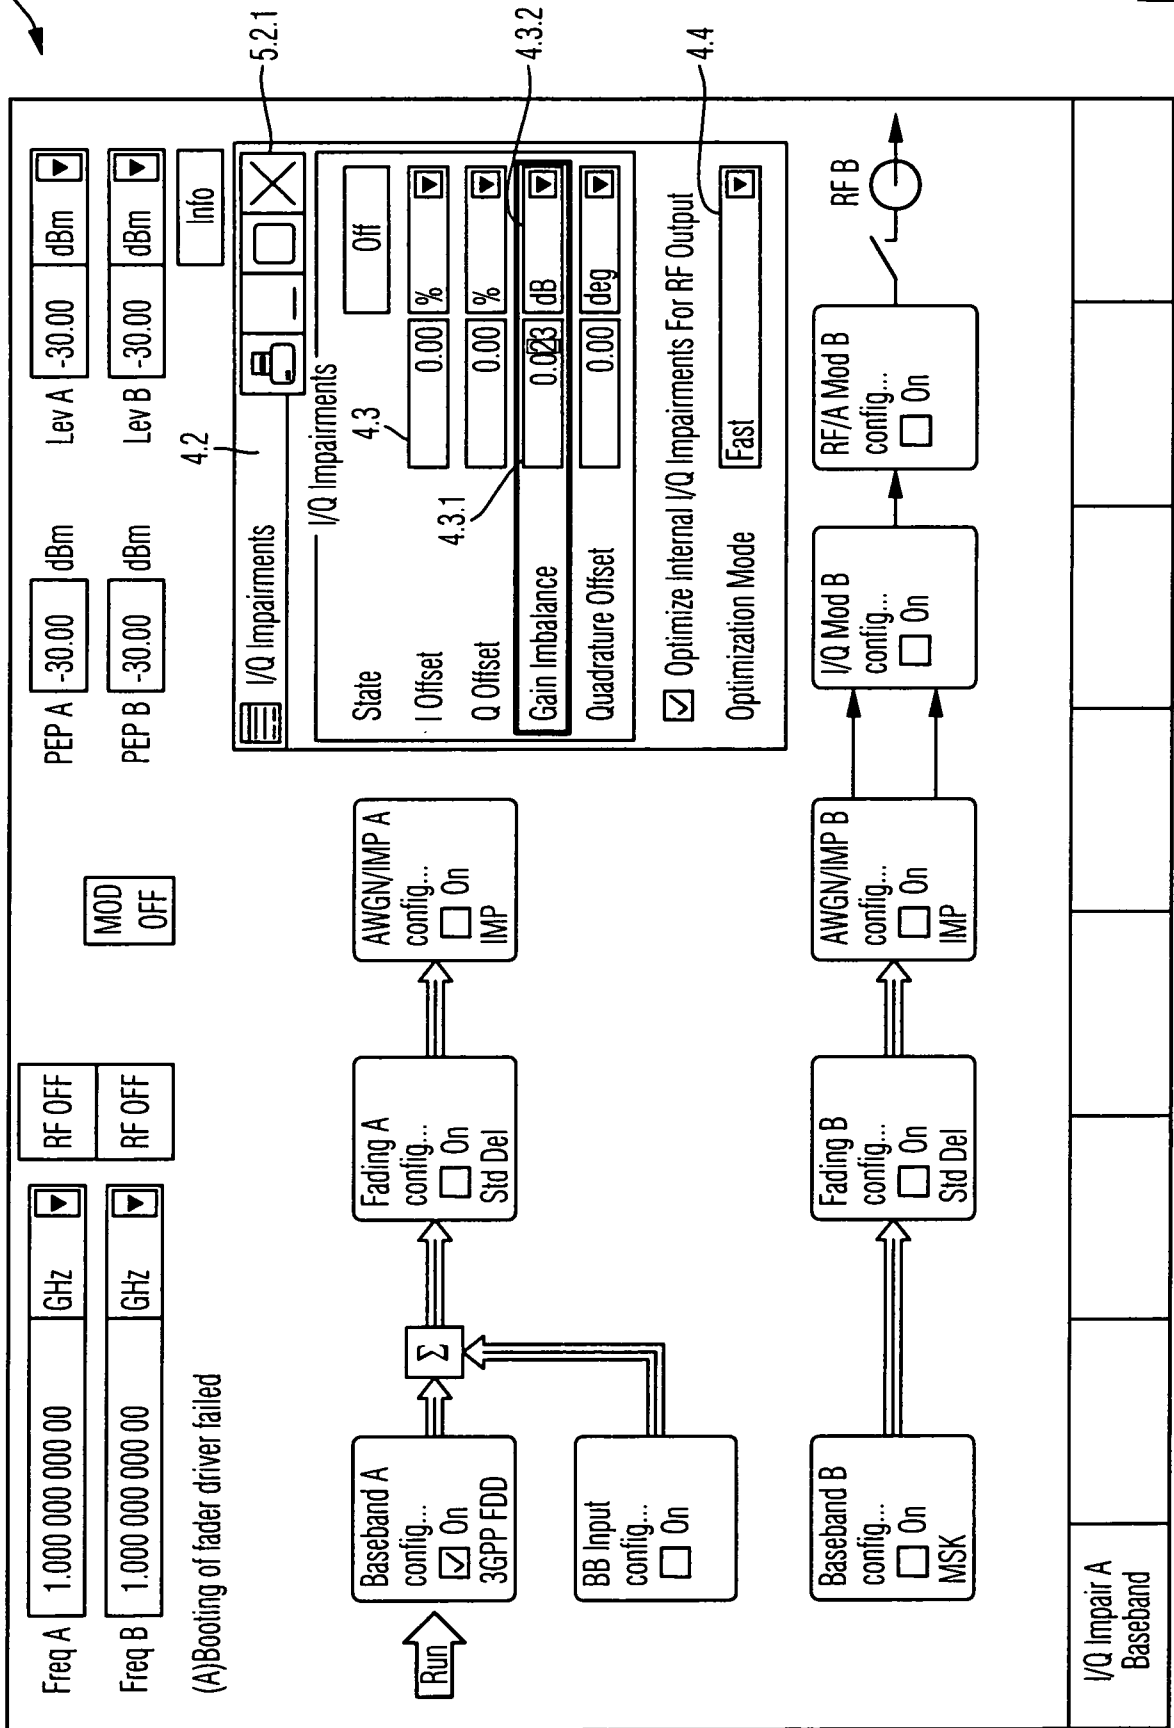 Freq A 1.000 000 000 00 GHz RF OFF PEP A -30.00 dBm Lev A -30.00 dBm
MOD
OFF
Freq B 1.000 000 000 00 GHz RF OFF PEP B -30.00 dBm Lev B -30.00 dBm
(A)Booting of fader driver failed
Info
4.2
5.2.1
I/Q Impairments
I/Q Impairments
State Off
4.3
I Offset 0.00 %
Q Offset 0.00 %
4.3.1
4.3.2
Gain Imbalance 0.023 dB
Quadrature Offset 0.00 deg
Optimize Internal I/Q Impairments For RF Output
Optimization Mode Fast
4.4
Run
Baseband A
config...
On
3GPP FDD
Σ
Fading A
config...
On
Std Del
AWGN/IMP A
config...
On
IMP
BB Input
config...
On
Baseband B
config...
On
MSK
Fading B
config...
On
Std Del
AWGN/IMP B
config...
On
IMP
I/Q Mod B
config...
On
RF/A Mod B
config...
On
RF B
I/Q Impair A
Baseband